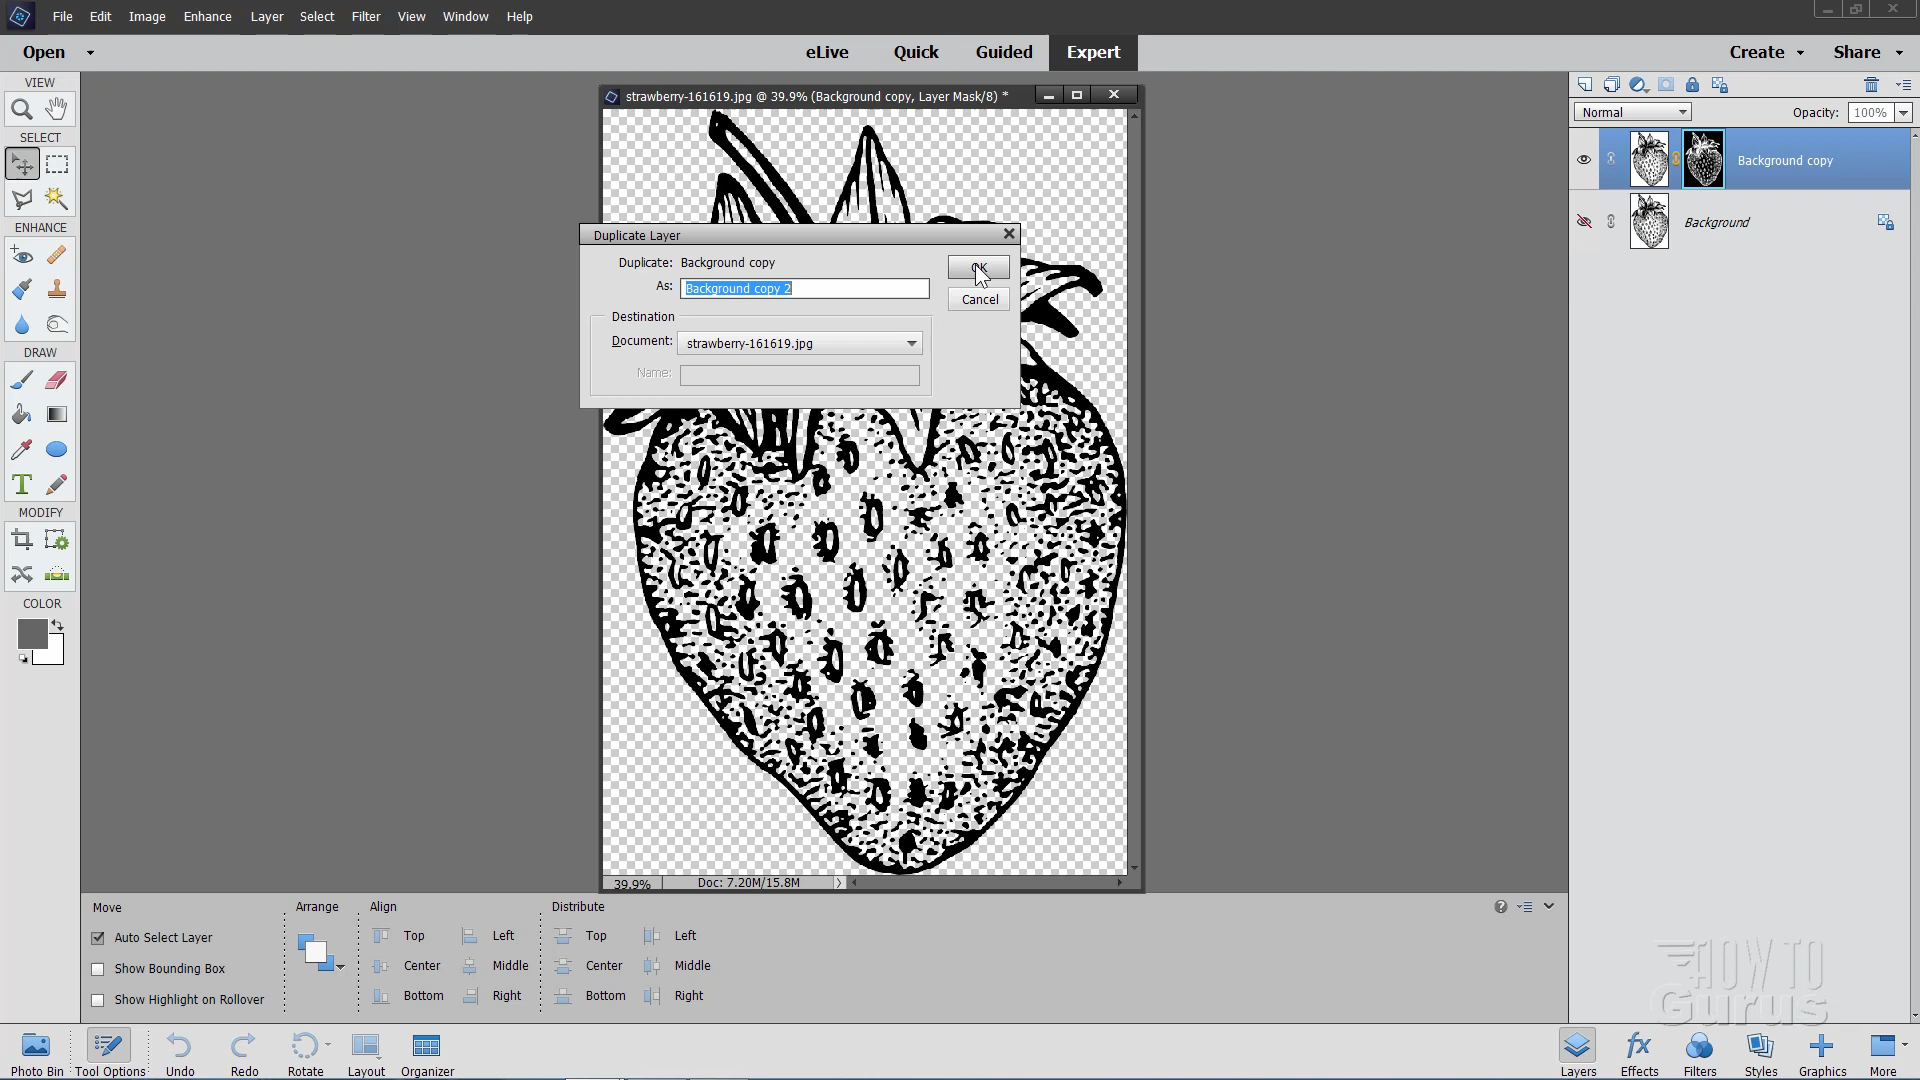 File Edit Image Enhance Layer Select Filter View Window Help
Open eLive Quick Guided Expert Create Share
VIEW
SELECT
ENHANCE
DRAW
T
MODIFY
COLOR
strawberry-161619.jpg @ 39.9% (Background copy, Layer Mask/8) *
Duplicate Layer
Duplicate: Background copy
OK
As: Background copy 2
Cancel
Destination
Document: strawberry-161619.jpg
Name:
39.9% Doc: 7.20M/15.8M
Normal Opacity: 100%
Background copy
Background
Move Arrange Align Distribute
Auto Select Layer Top Left Top Left
Show Bounding Box Center Middle Center Middle
Show Highlight on Rollover Bottom Right Bottom Right
HOW TO
Gurus
Photo Bin Tool Options Undo Redo Rotate Layout Organizer
fx
Layers Effects Filters Styles Graphics More